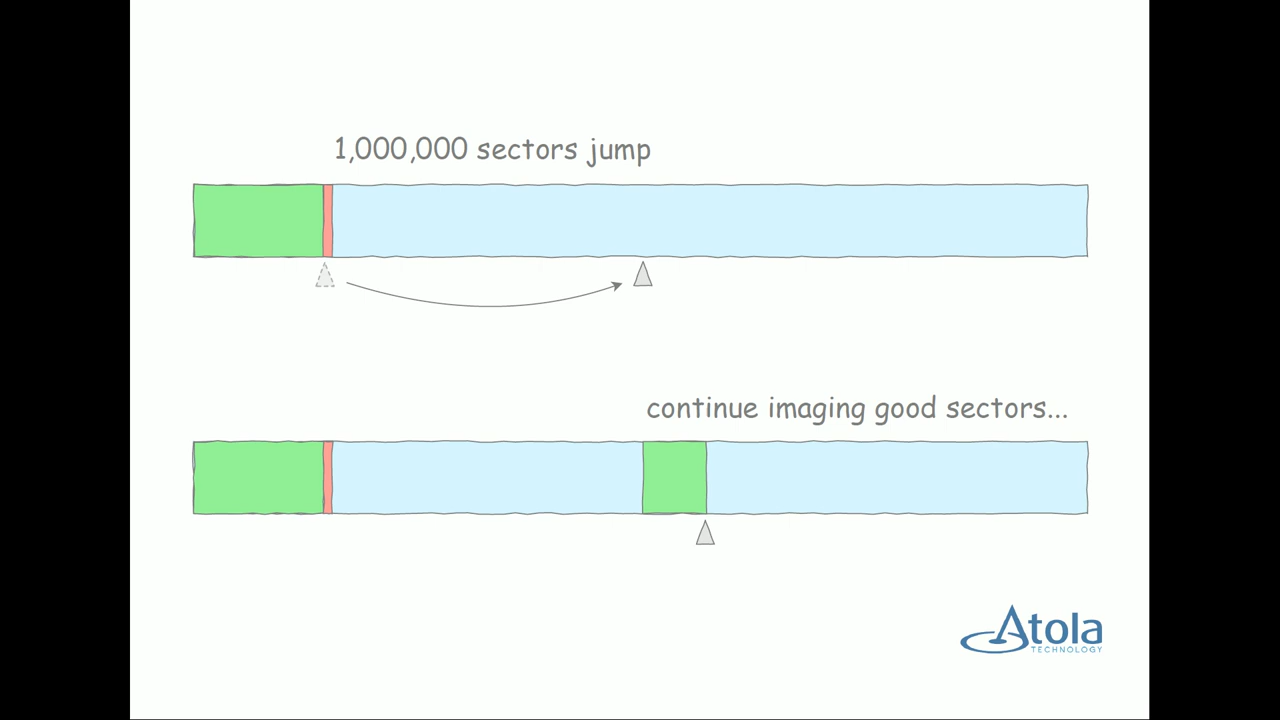 1,000,000 sectors jump
continue imaging good sectors...
Atola
TECHNOLOGY